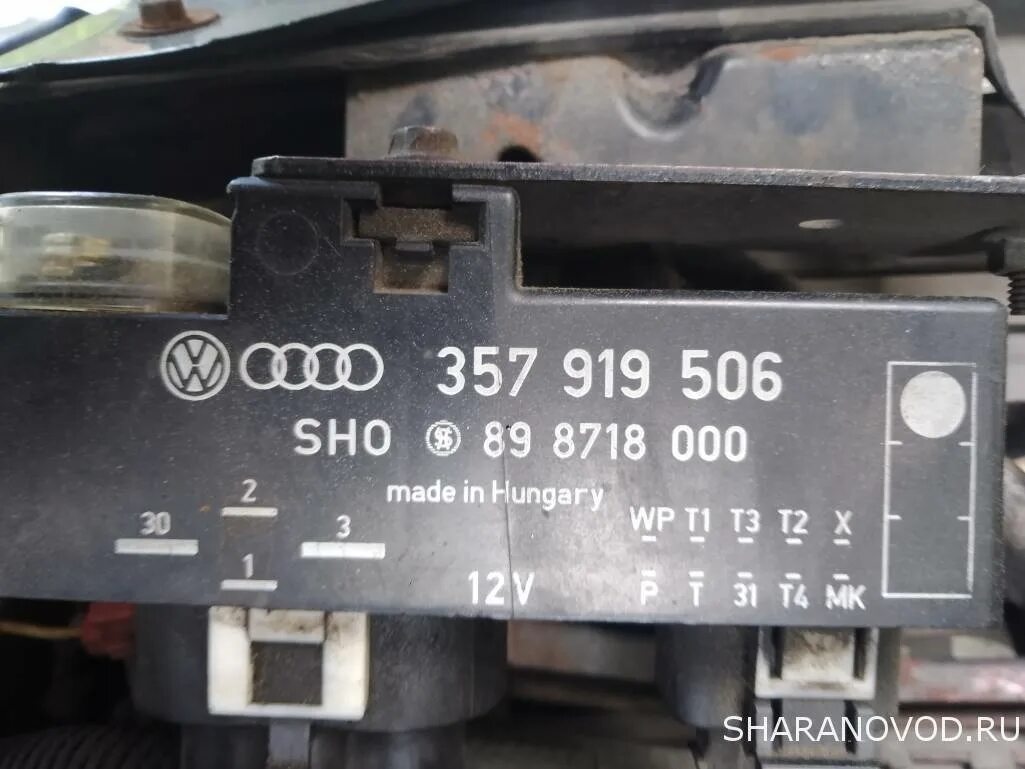 357 919 506
SHO 89 8718 000
made in Hungary
2
30
3
1
12V
WP T1 T3 T2 X
P T 31 T4 MK
SHARANOVOD.RU